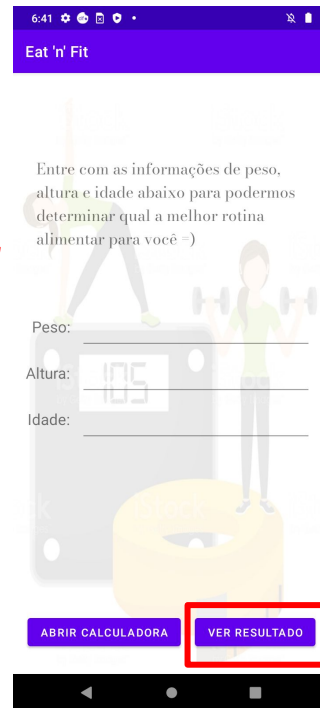 6:41
Eat 'n' Fit
Entre com as informações de peso,
altura e idade abaixo para podermos
determinar qual a melhor rotina
alimentar para você =)
Peso:
105
Altura:
Idade:
iStock
ABRIR CALCULADORA
VER RESULTADO